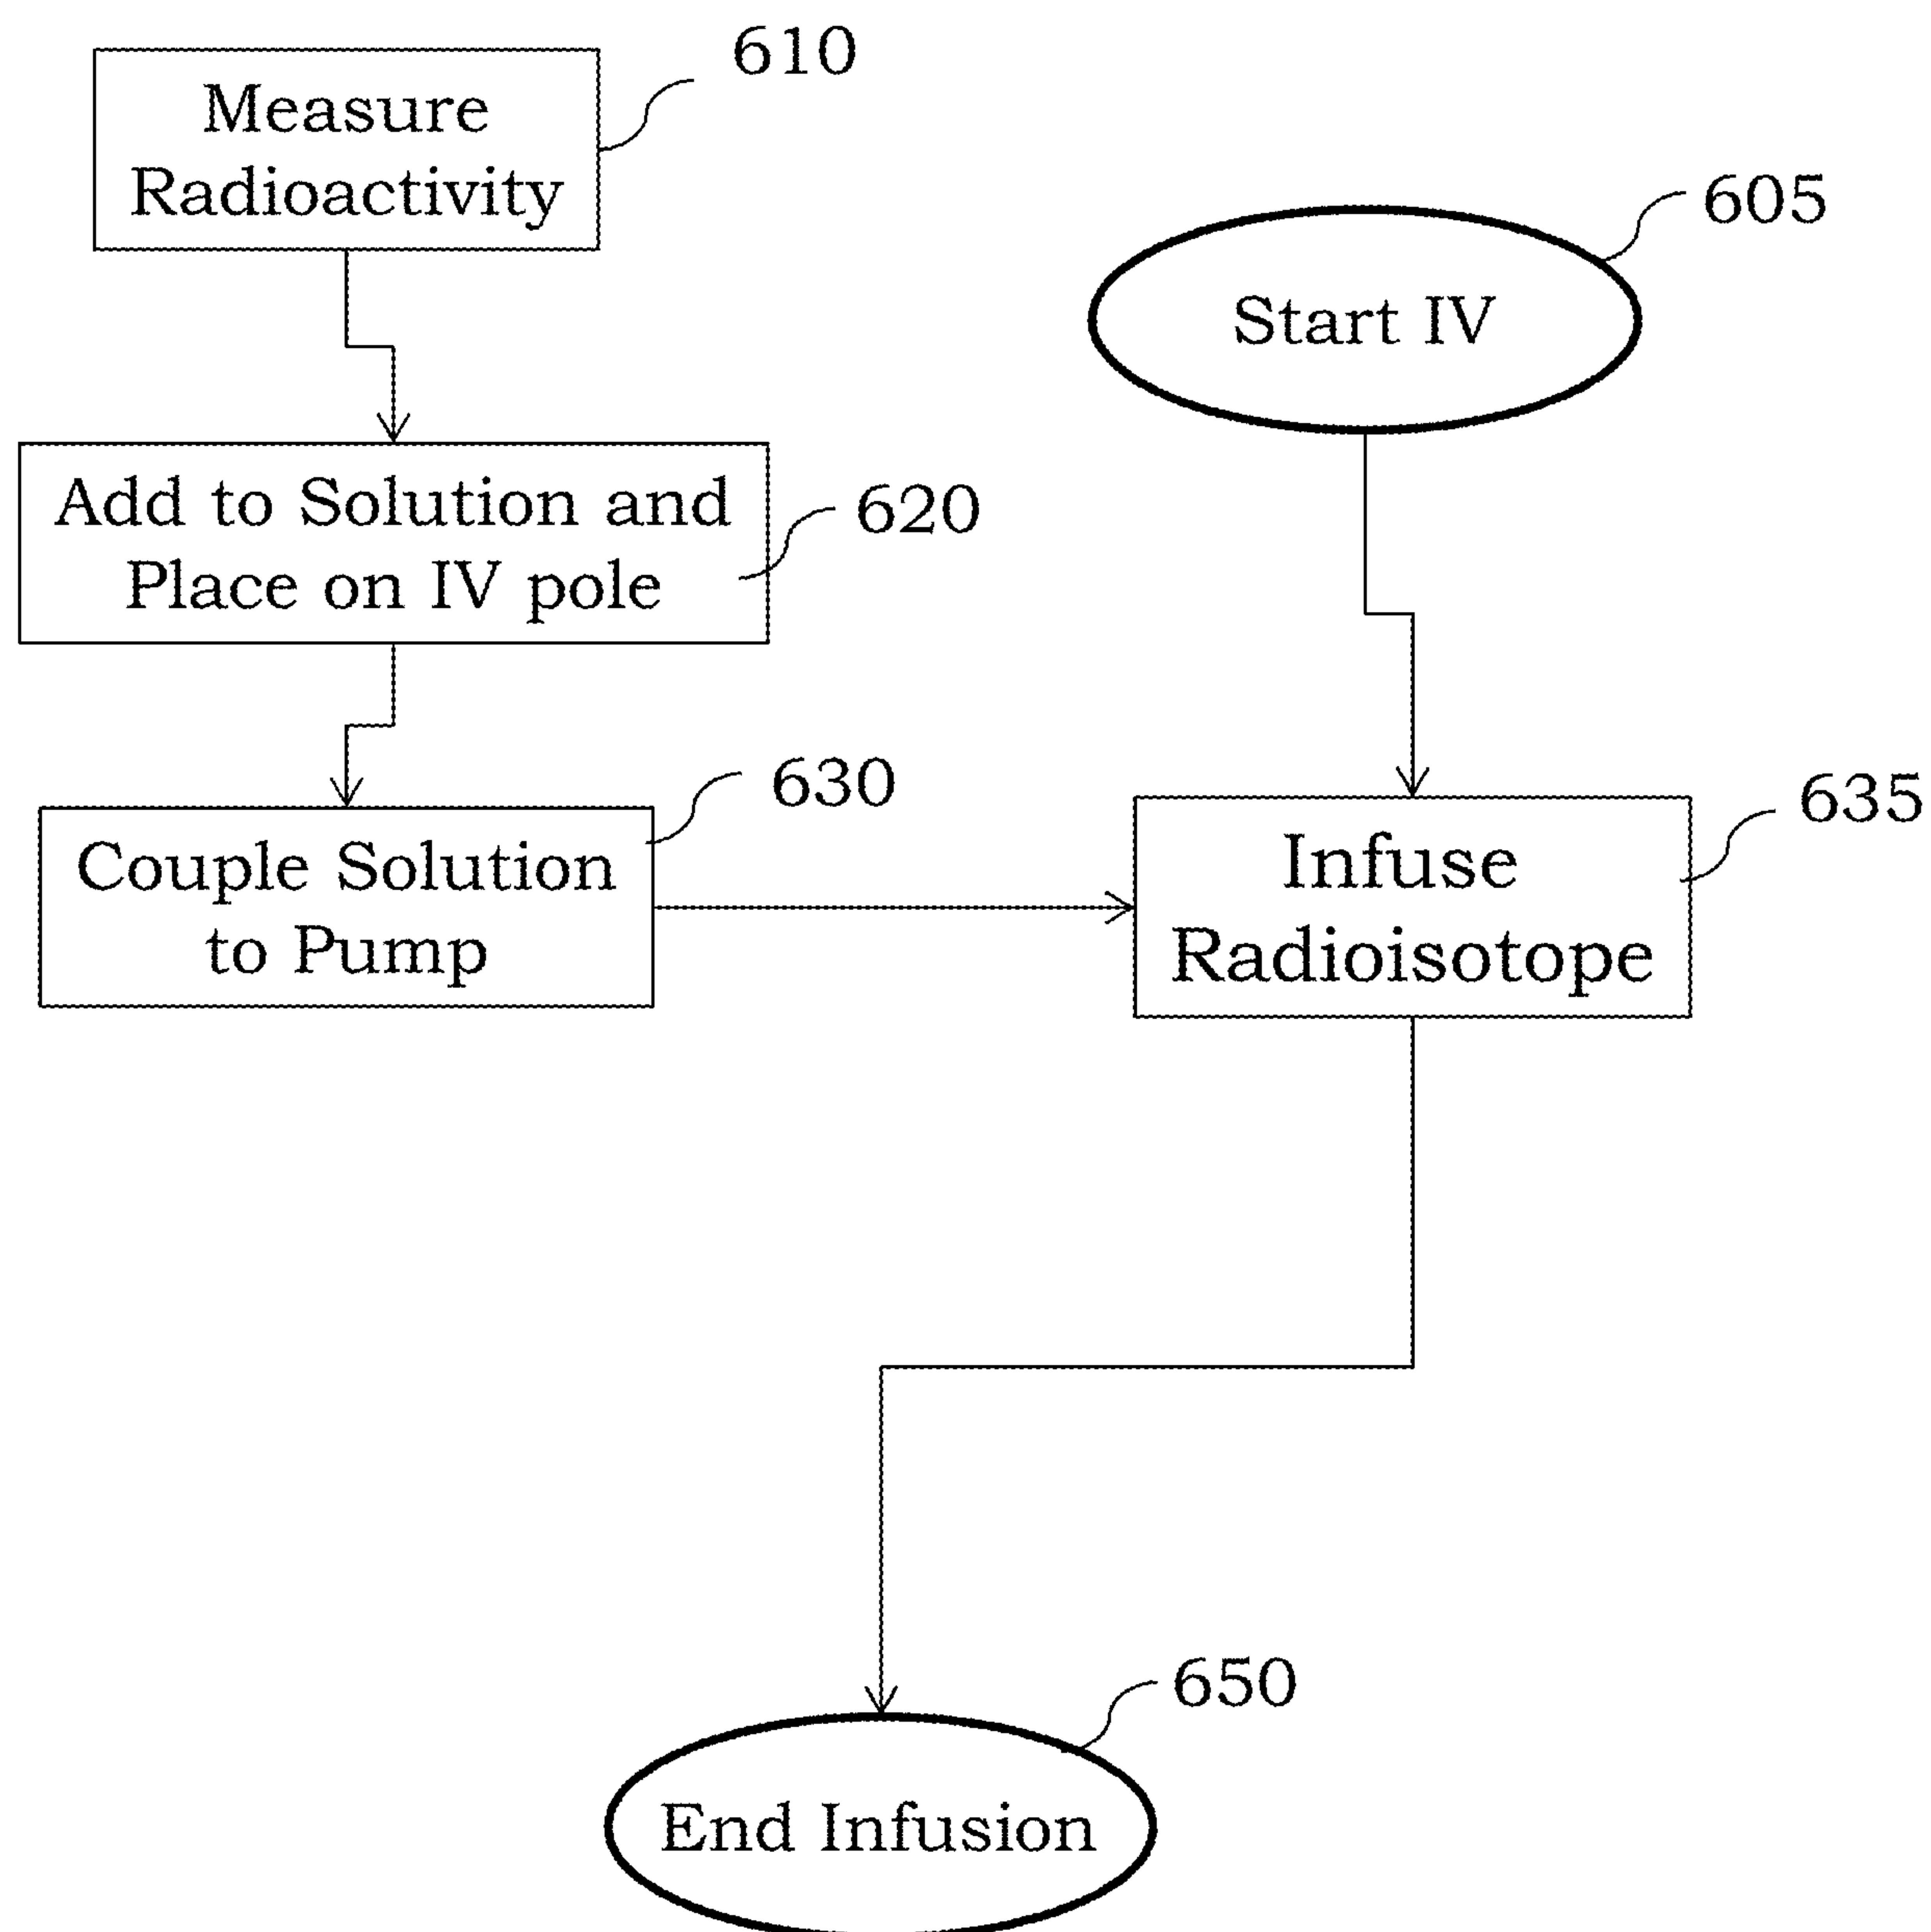 610
Measure
Radioactivity
605
Start IV
Add to Solution and
Place on IV pole
620
630
Couple Solution
to Pump
635
Infuse
Radioisotope
650
End Infusion